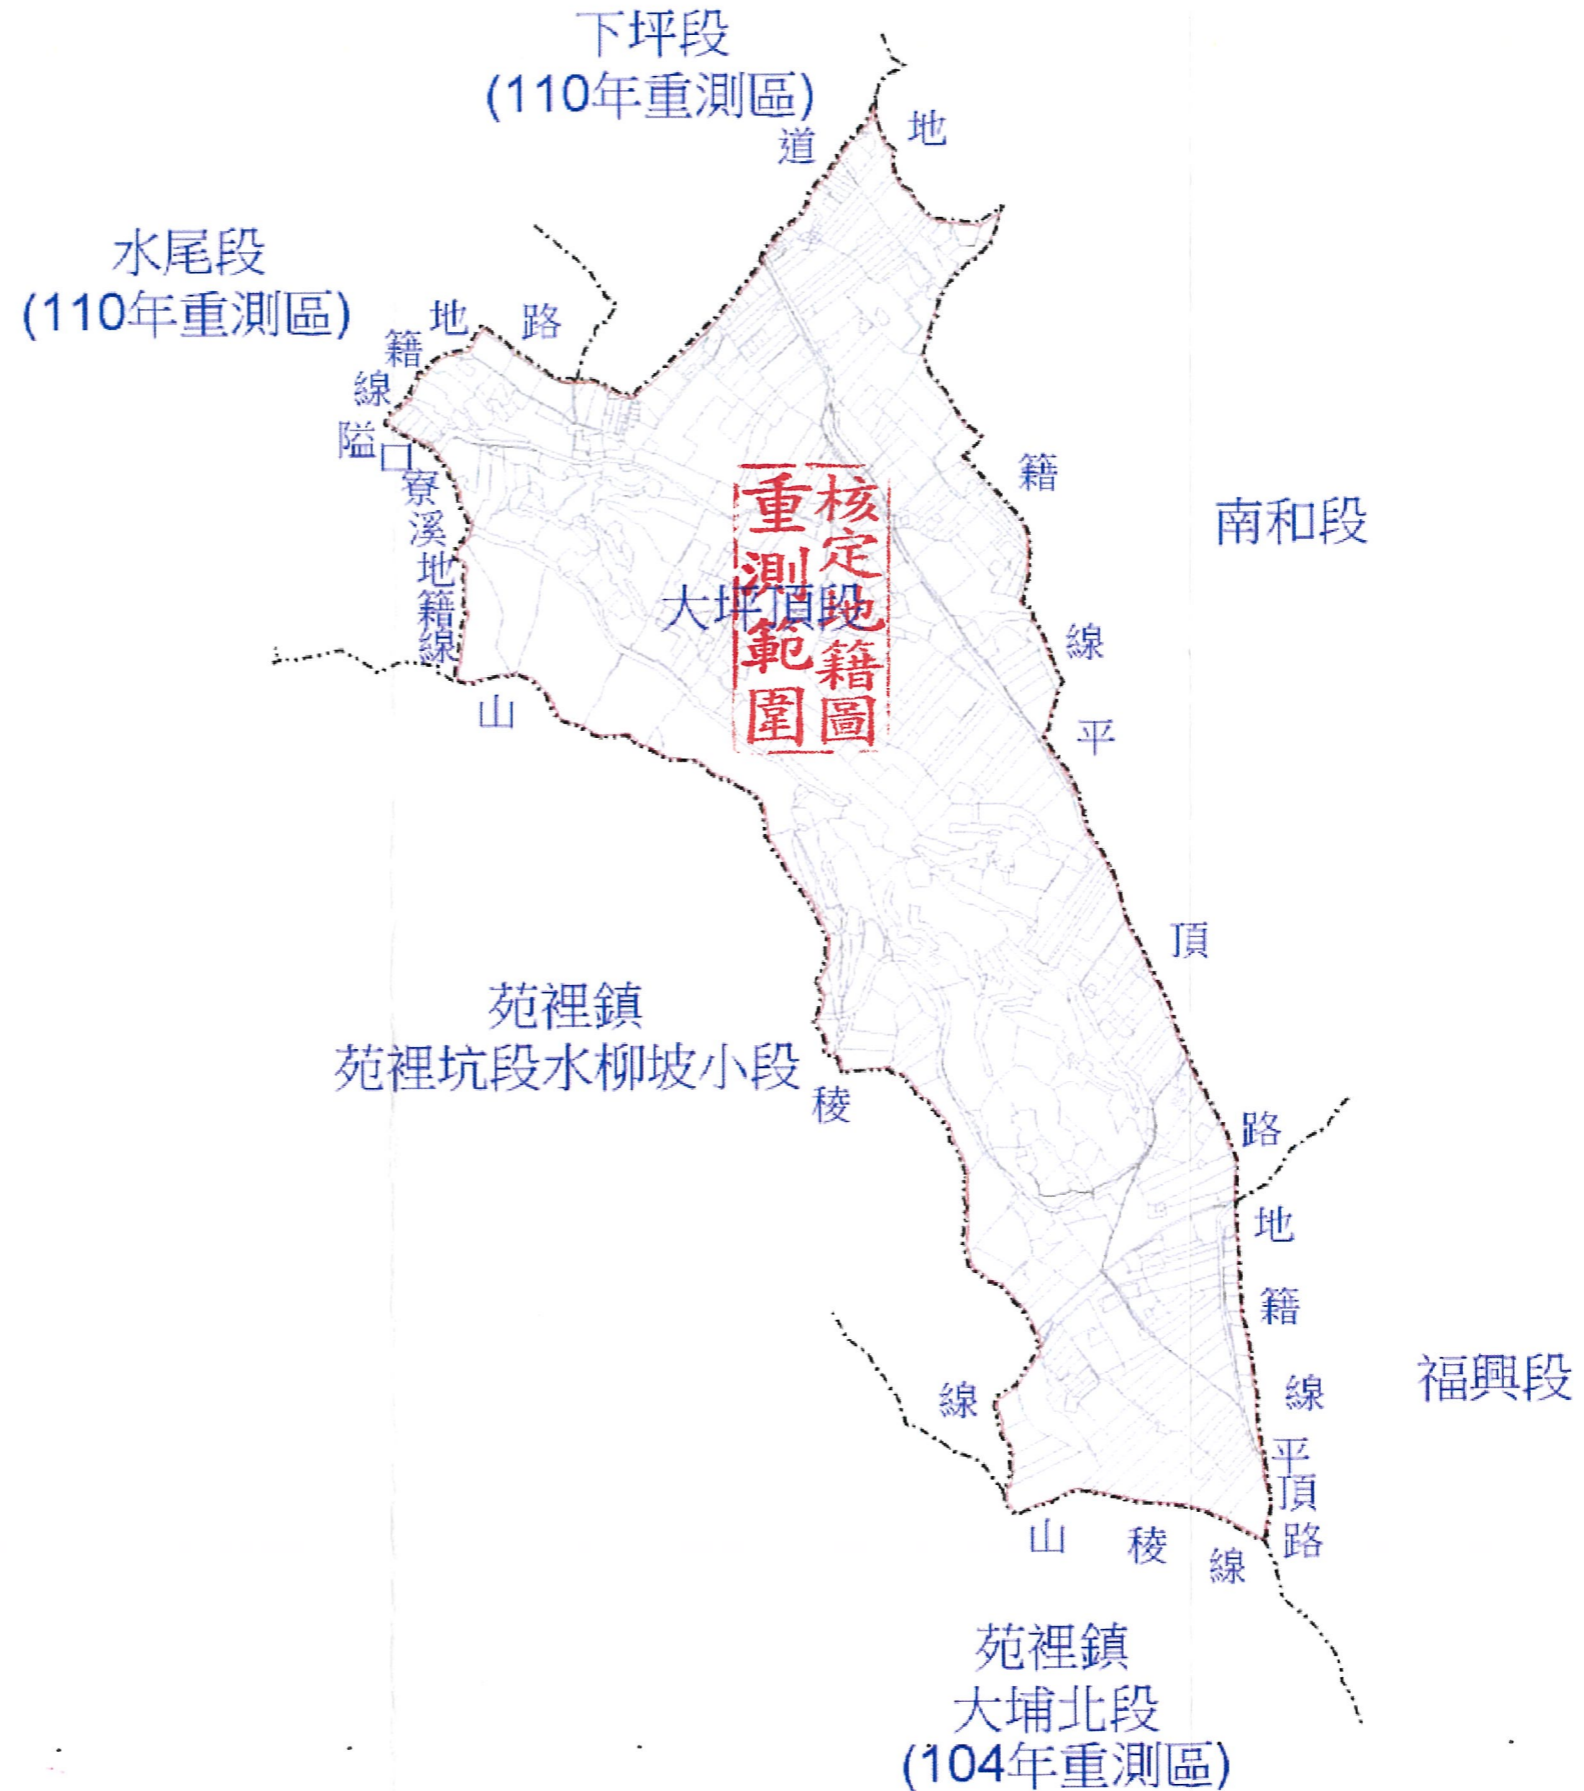 下坪段
(110年重測區)
水尾段
(110年重測區)
道路
地籍線
地籍線
隘口寮溪地籍線
平頂路地籍線
平頂路
南和段
大坪頂段
核定地籍圖
重測範圍
山稜線
苑裡鎮
苑裡坑段水柳坡小段
福興段
山稜線
苑裡鎮
大埔北段
(104年重測區)